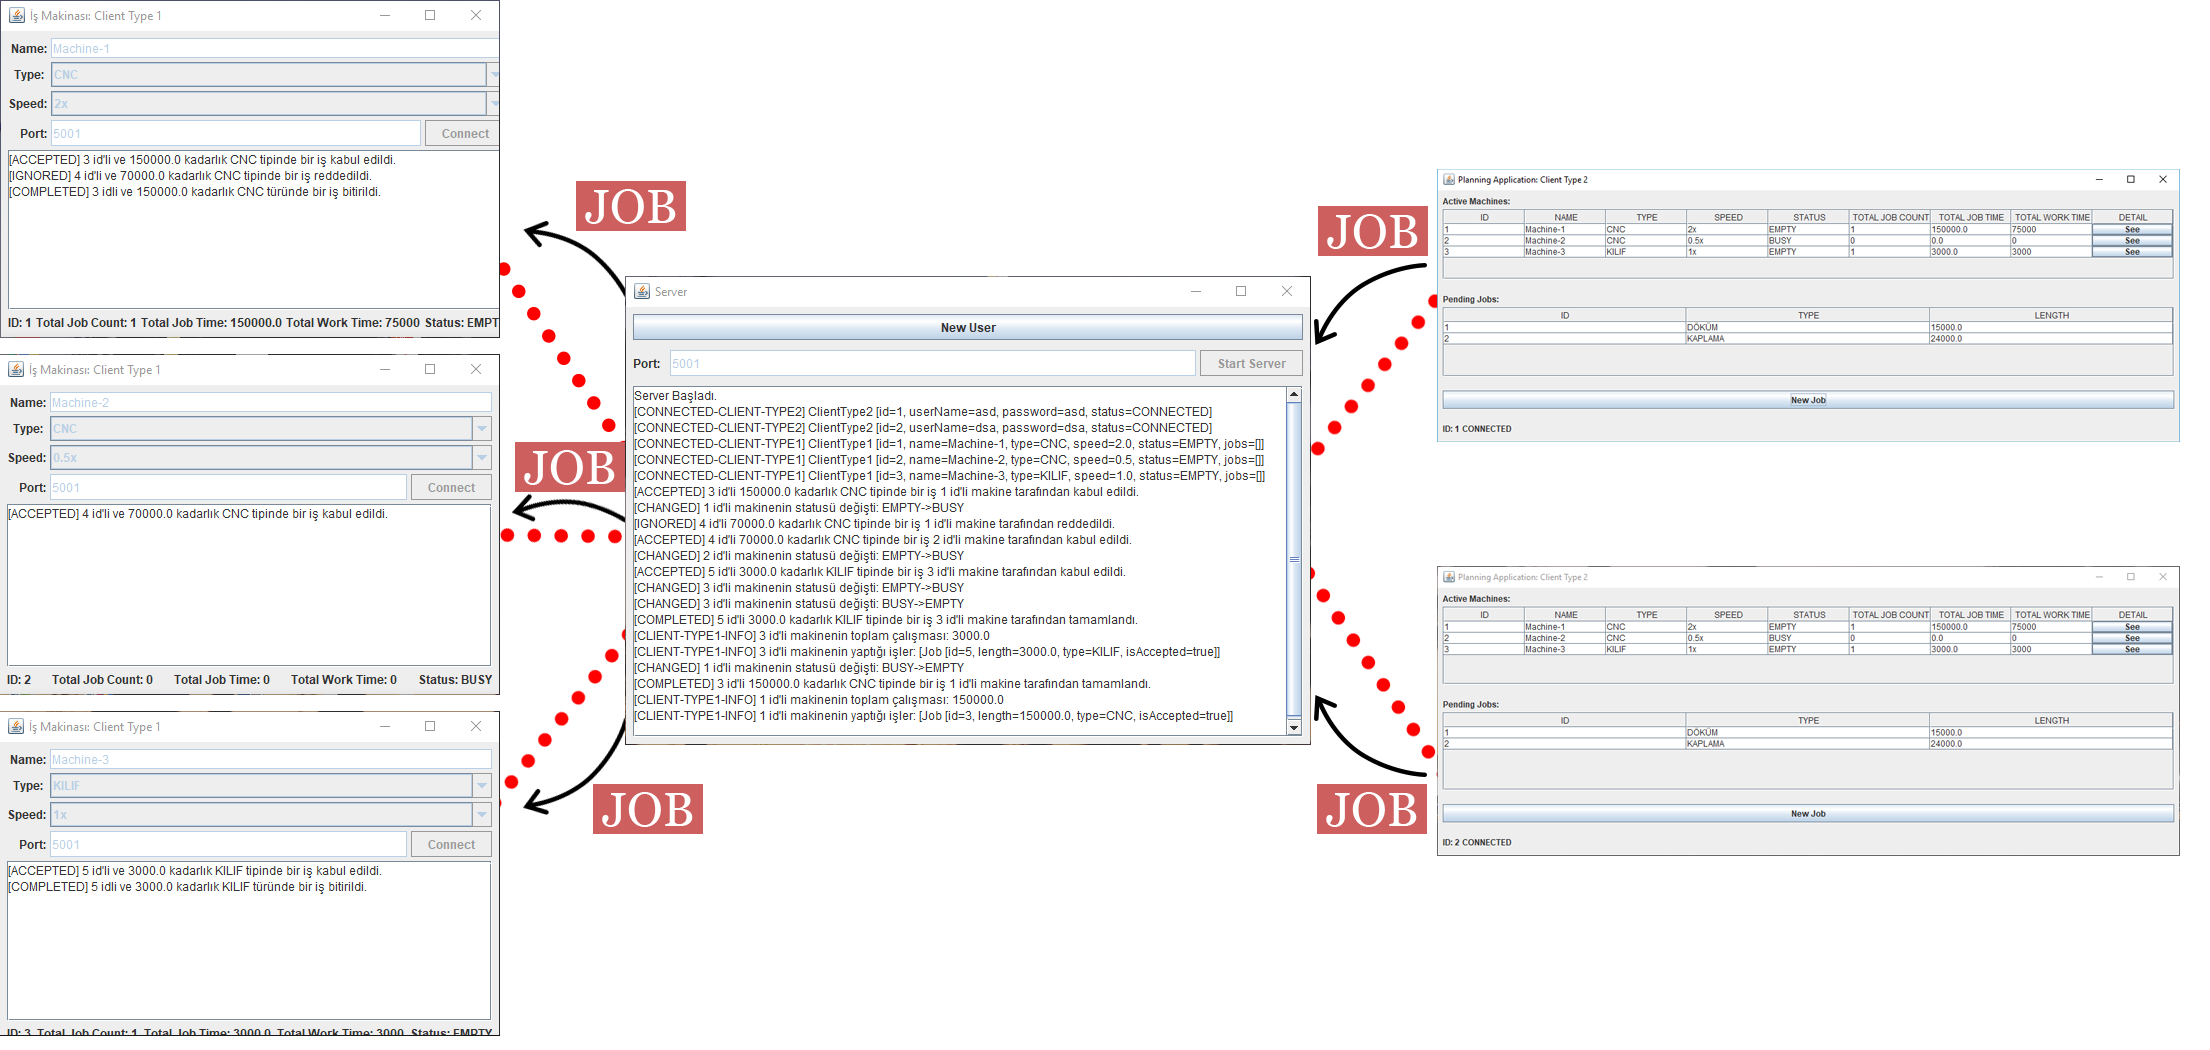 İş Makinası: Client Type 1
Name: Machine-1
Type: CNC
Speed: 2x
Port: 5001 Connect
[ACCEPTED] 3 id'li ve 150000.0 kadarlık CNC tipinde bir iş kabul edildi.
[IGNORED] 4 id'li ve 70000.0 kadarlık CNC tipinde bir iş reddedildi.
[COMPLETED] 3 idli ve 150000.0 kadarlık CNC türünde bir iş bitirildi.
ID: 1 Total Job Count: 1 Total Job Time: 150000.0 Total Work Time: 75000 Status: EMPT
İş Makinası: Client Type 1
Name: Machine-2
Type: CNC
Speed: 0.5x
Port: 5001 Connect
[ACCEPTED] 4 id'li ve 70000.0 kadarlık CNC tipinde bir iş kabul edildi.
ID: 2 Total Job Count: 0 Total Job Time: 0 Total Work Time: 0 Status: BUSY
İş Makinası: Client Type 1
Name: Machine-3
Type: KILIF
Speed: 1x
Port: 5001 Connect
[ACCEPTED] 5 id'li ve 3000.0 kadarlık KILIF tipinde bir iş kabul edildi.
[COMPLETED] 5 idli ve 3000.0 kadarlık KILIF türünde bir iş bitirildi.
ID: 3 Total Job Count: 1 Total Job Time: 3000.0 Total Work Time: 3000 Status: EMPTY
JOB
JOB
JOB
Server
New User
Port: 5001 Start Server
Server Başladı.
[CONNECTED-CLIENT-TYPE2] ClientType2 [id=1, userName=asd, password=asd, status=CONNECTED]
[CONNECTED-CLIENT-TYPE2] ClientType2 [id=2, userName=dsa, password=dsa, status=CONNECTED]
[CONNECTED-CLIENT-TYPE1] ClientType1 [id=1, name=Machine-1, type=CNC, speed=2.0, status=EMPTY, jobs=[]]
[CONNECTED-CLIENT-TYPE1] ClientType1 [id=2, name=Machine-2, type=CNC, speed=0.5, status=EMPTY, jobs=[]]
[CONNECTED-CLIENT-TYPE1] ClientType1 [id=3, name=Machine-3, type=KILIF, speed=1.0, status=EMPTY, jobs=[]]
[ACCEPTED] 3 id'li 150000.0 kadarlık CNC tipinde bir iş 1 id'li makine tarafından kabul edildi.
[CHANGED] 1 id'li makinenin statusü değişti: EMPTY->BUSY
[IGNORED] 4 id'li 70000.0 kadarlık CNC tipinde bir iş 1 id'li makine tarafından reddedildi.
[ACCEPTED] 4 id'li 70000.0 kadarlık CNC tipinde bir iş 2 id'li makine tarafından kabul edildi.
[CHANGED] 2 id'li makinenin statusü değişti: EMPTY->BUSY
[ACCEPTED] 5 id'li 3000.0 kadarlık KILIF tipinde bir iş 3 id'li makine tarafından kabul edildi.
[CHANGED] 3 id'li makinenin statusü değişti: EMPTY->BUSY
[CHANGED] 3 id'li makinenin statusü değişti: BUSY->EMPTY
[COMPLETED] 5 id'li 3000.0 kadarlık KILIF tipinde bir iş 3 id'li makine tarafından tamamlandı.
[CLIENT-TYPE1-INFO] 3 id'li makinenin toplam çalışması: 3000.0
[CLIENT-TYPE1-INFO] 3 id'li makinenin yaptığı işler: [Job [id=5, length=3000.0, type=KILIF, isAccepted=true]]
[CHANGED] 1 id'li makinenin statusü değişti: BUSY->EMPTY
[COMPLETED] 3 id'li 150000.0 kadarlık CNC tipinde bir iş 1 id'li makine tarafından tamamlandı.
[CLIENT-TYPE1-INFO] 1 id'li makinenin toplam çalışması: 150000.0
[CLIENT-TYPE1-INFO] 1 id'li makinenin yaptığı işler: [Job [id=3, length=150000.0, type=CNC, isAccepted=true]]
JOB
JOB
Planning Application: Client Type 2
Active Machines:
ID NAME TYPE SPEED STATUS TOTAL JOB COUNT TOTAL JOB TIME TOTAL WORK TIME DETAIL
1 Machine-1 CNC 2x EMPTY 1 150000.0 75000 See
2 Machine-2 CNC 0.5x BUSY 0 0.0 0 See
3 Machine-3 KILIF 1x EMPTY 1 3000.0 3000 See
Pending Jobs:
ID TYPE LENGTH
1 DÖKÜM 15000.0
2 KAPLAMA 24000.0
New Job
ID: 1 CONNECTED
Planning Application: Client Type 2
Active Machines:
ID NAME TYPE SPEED STATUS TOTAL JOB COUNT TOTAL JOB TIME TOTAL WORK TIME DETAIL
1 Machine-1 CNC 2x EMPTY 1 150000.0 75000 See
2 Machine-2 CNC 0.5x BUSY 0 0.0 0 See
3 Machine-3 KILIF 1x EMPTY 1 3000.0 3000 See
Pending Jobs:
ID TYPE LENGTH
1 DÖKÜM 15000.0
2 KAPLAMA 24000.0
New Job
ID: 2 CONNECTED